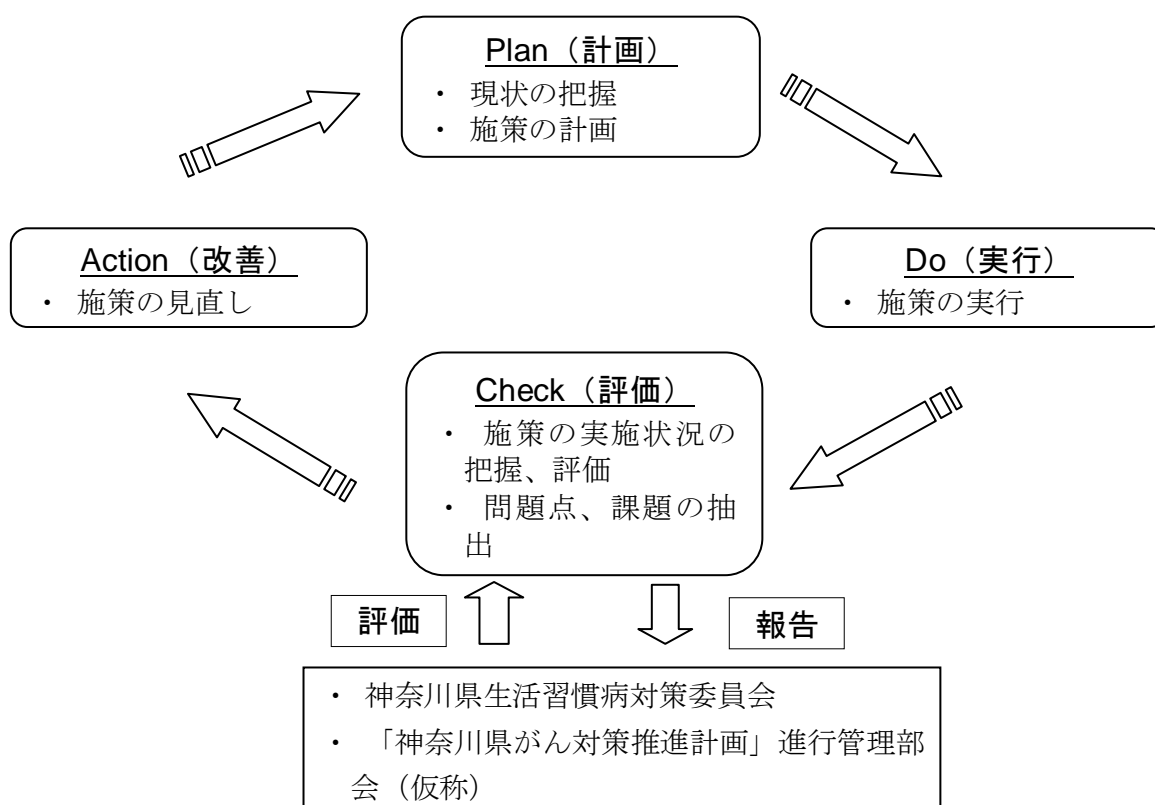 Plan（計画）
・ 現状の把握
・ 施策の計画
Action（改善）
・ 施策の見直し
Do（実行）
・ 施策の実行
Check（評価）
・ 施策の実施状況の
把握、評価
・ 問題点、課題の抽
出
評価
報告
・ 神奈川県生活習慣病対策委員会
・ 「神奈川県がん対策推進計画」進行管理部
会（仮称）